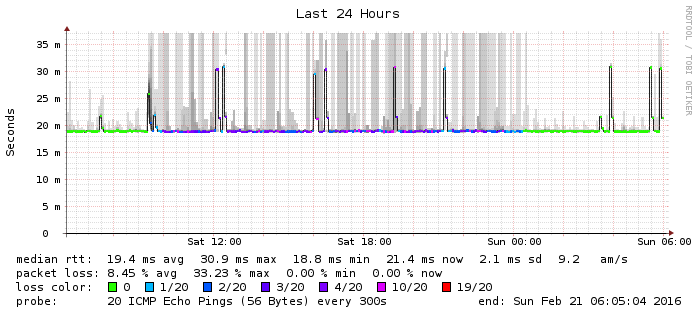 Last 24 Hours
RRDTOOL / TOBI OETIKER
Seconds
35 m
30 m
25 m
20 m
15 m
10 m
5 m
0
Sat 12:00 Sat 18:00 Sun 00:00 Sun 06:00
median rtt: 19.4 ms avg 30.9 ms max 18.8 ms min 21.4 ms now 2.1 ms sd 9.2 am/s
packet loss: 8.45 % avg 33.23 % max 0.00 % min 0.00 % now
loss color: 0 1/20 2/20 3/20 4/20 10/20 19/20
probe: 20 ICMP Echo Pings (56 Bytes) every 300s end: Sun Feb 21 06:05:04 2016